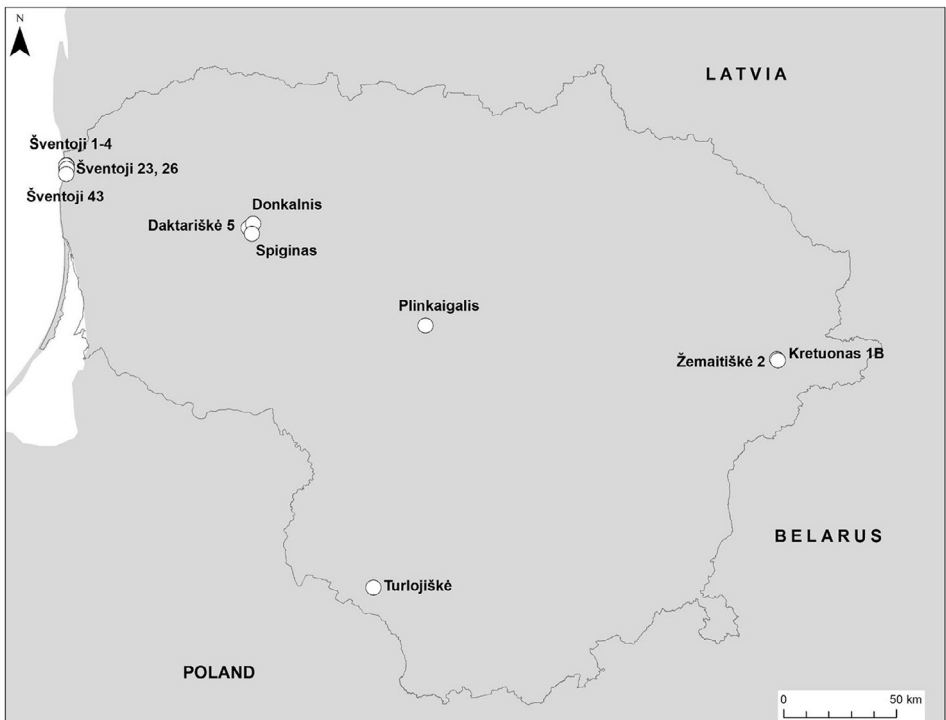 N
LATVIA
Šventoji 1-4
Šventoji 23, 26
Šventoji 43
Donkalnis
Daktariškė 5
Spiginas
Plinkaigalis
Kretuonas 1B
Žemaitiškė 2
BELARUS
Turlojiškė
POLAND
0 50 km